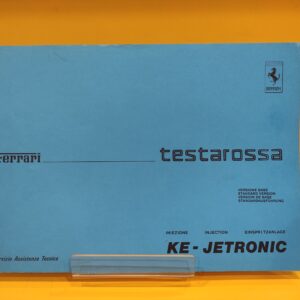 Ferrari
ferrari testarossa
VERSIONE BASE
STANDARD VERSION
VERSION DE BASE
STANDARDAUSFÜHRUNG
INIEZIONE INJECTION EINSPRITZANLAGE
KE - JETRONIC
Servizio Assistenza Tecnica